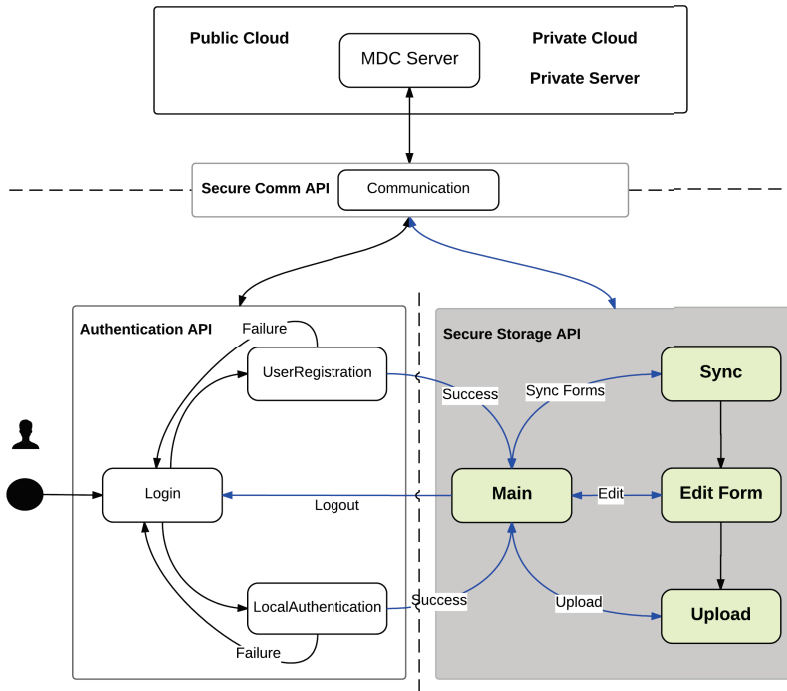 Public Cloud
MDC Server
Private Cloud
Private Server
Secure Comm API
Communication
Authentication API
Failure
UserRegistration
Secure Storage API
Sync
Success
Sync Forms
Login
Logout
Main
Edit
Edit Form
LocalAuthentication
Success
Upload
Upload
Failure